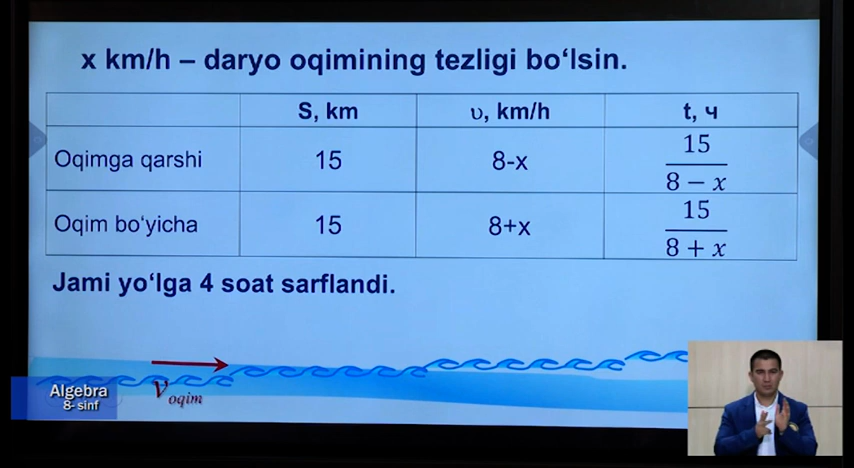 x km/h – daryo oqimining tezligi bo‘lsin.
S, km υ, km/h t, ч
Oqimga qarshi 15 8-x 15/(8 − x)
Oqim bo‘yicha 15 8+x 15/(8 + x)
Jami yo‘lga 4 soat sarflandi.
V oqim
Algebra
8- sinf